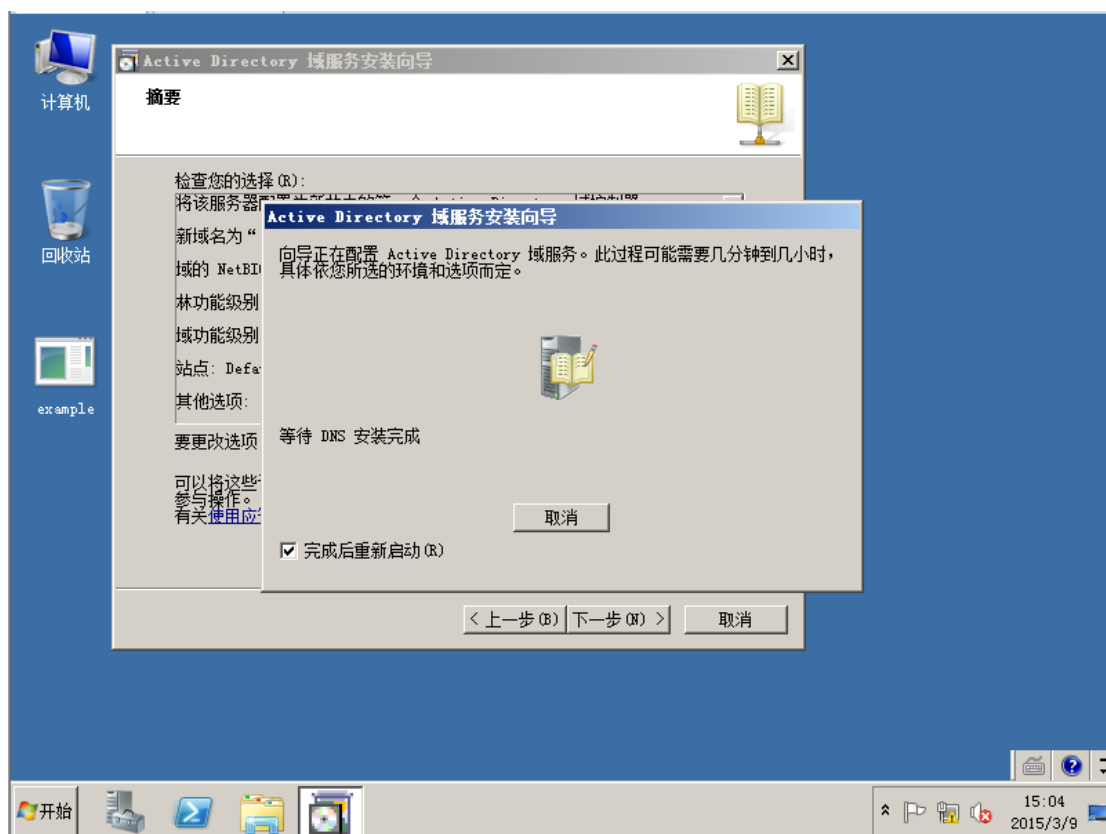 计算机
回收站
example
Active Directory 域服务安装向导
摘要
检查您的选择(R):
将该服务器
新域名为“
域的 NetBI
林功能级别
域功能级别
站点: Defa
其他选项:
要更改选项
可以将这些
参与操作。
有关使用应
Active Directory 域服务安装向导
向导正在配置 Active Directory 域服务。此过程可能需要几分钟到几小时，
具体依您所选的环境和选项而定。
等待 DNS 安装完成
取消
完成后重新启动(R)
< 上一步(B) 下一步(N) > 取消
开始
15:04
2015/3/9